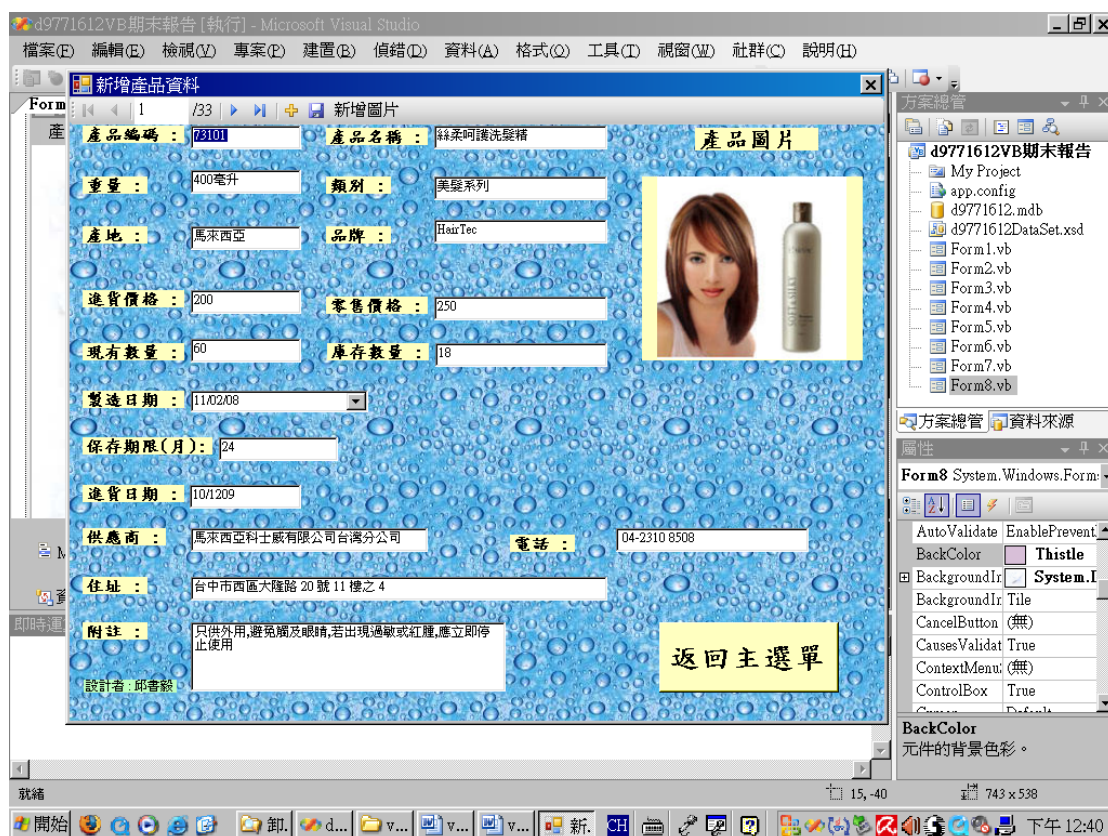 d9771612VB期末報告 [執行] - Microsoft Visual Studio
檔案(F) 編輯(E) 檢視(V) 專案(P) 建置(B) 偵錯(D) 資料(A) 格式(O) 工具(T) 視窗(W) 社群(C) 說明(H)
新增產品資料
1 /33 新增圖片
Form
產
產品編碼 : 73101 產品名稱 : 絲柔呵護洗髮精 產品圖片
重量 : 400毫升 類別 : 美髮系列
產地 : 馬來西亞 品牌 : HairTec
進貨價格 : 200 零售價格 : 250
現有數量 : 60 庫存數量 : 18
製造日期 : 11/02/08
保存期限(月): 24
進貨日期 : 10/1209
供應商 : 馬來西亞科士威有限公司台灣分公司 電話 : 04-2310 8508
住址 : 台中市西區大隆路 20 號 11 樓之 4
附註 : 只供外用,避免觸及眼睛,若出現過敏或紅腫,應立即停
止使用
返回主選單
設計者 : 邱書毅
方案總管
d9771612VB期末報告
My Project
app.config
d9771612.mdb
d9771612DataSet.xsd
Form1.vb
Form2.vb
Form3.vb
Form4.vb
Form5.vb
Form6.vb
Form7.vb
Form8.vb
方案總管 資料來源
屬性
Form8 System.Windows.Form
AutoValidate EnablePrevent
BackColor Thistle
BackgroundIr System.I
BackgroundIr Tile
CancelButton (無)
CausesValidat True
ContextMenu (無)
ControlBox True
Cursor Default
BackColor
元件的背景色彩。
即時運
就緒 15, -40 743 x 538
開始 卸. d... v... v... v... 新. CH 下午 12:40